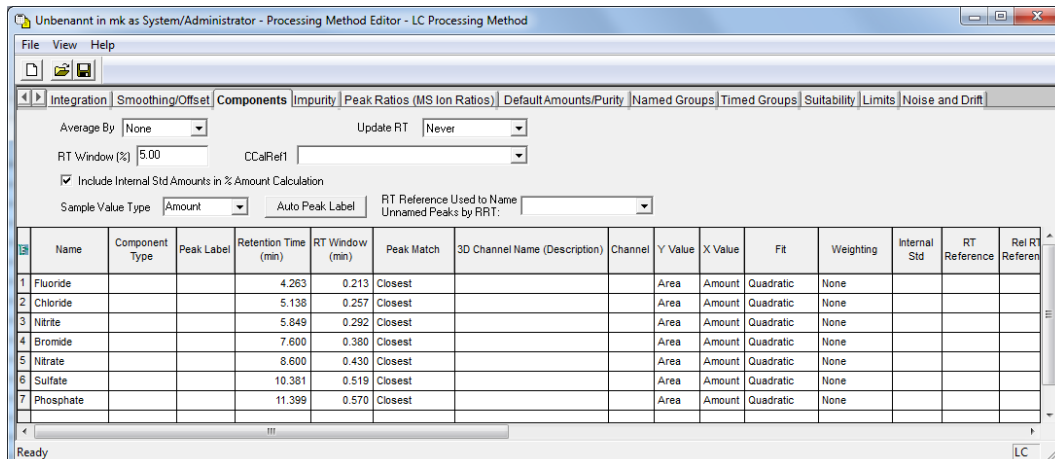 Unbenannt in mk as System/Administrator - Processing Method Editor - LC Processing Method
File View Help
Integration Smoothing/Offset Components Impurity Peak Ratios (MS Ion Ratios) Default Amounts/Purity Named Groups Timed Groups Suitability Limits Noise and Drift
Average By None Update RT Never
RT Window (%) 5.00 CCalRef1
Include Internal Std Amounts in % Amount Calculation
Sample Value Type Amount Auto Peak Label RT Reference Used to Name Unnamed Peaks by RRT:
Name Component Type Peak Label Retention Time (min) RT Window (min) Peak Match 3D Channel Name (Description) Channel Y Value X Value Fit Weighting Internal Std RT Reference Rel RT Referen
1 Fluoride 4.263 0.213 Closest Area Amount Quadratic None
2 Chloride 5.138 0.257 Closest Area Amount Quadratic None
3 Nitrite 5.849 0.292 Closest Area Amount Quadratic None
4 Bromide 7.600 0.380 Closest Area Amount Quadratic None
5 Nitrate 8.600 0.430 Closest Area Amount Quadratic None
6 Sulfate 10.381 0.519 Closest Area Amount Quadratic None
7 Phosphate 11.399 0.570 Closest Area Amount Quadratic None
Ready LC